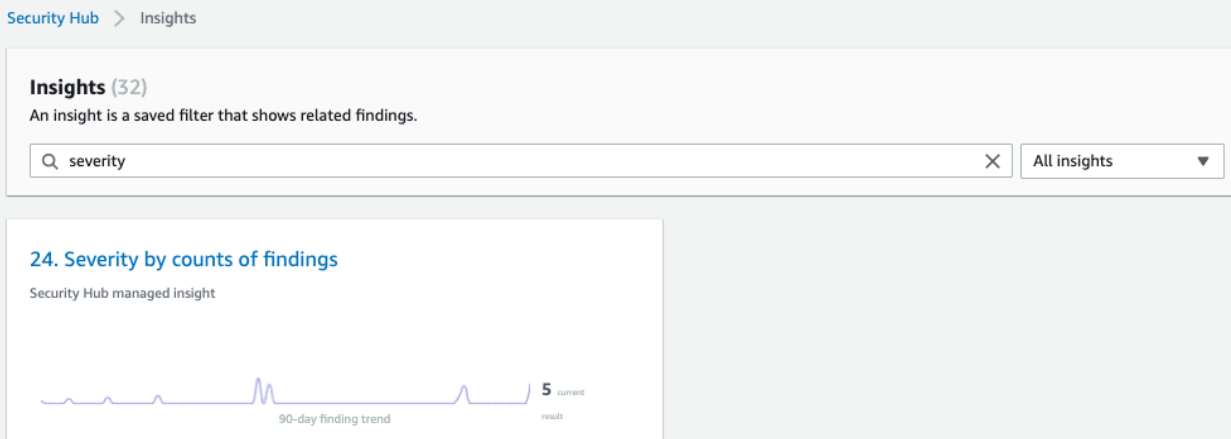 Security Hub > Insights
Insights (32)
An insight is a saved filter that shows related findings.
severity
All insights
24. Severity by counts of findings
Security Hub managed insight
5 current
result
90-day finding trend